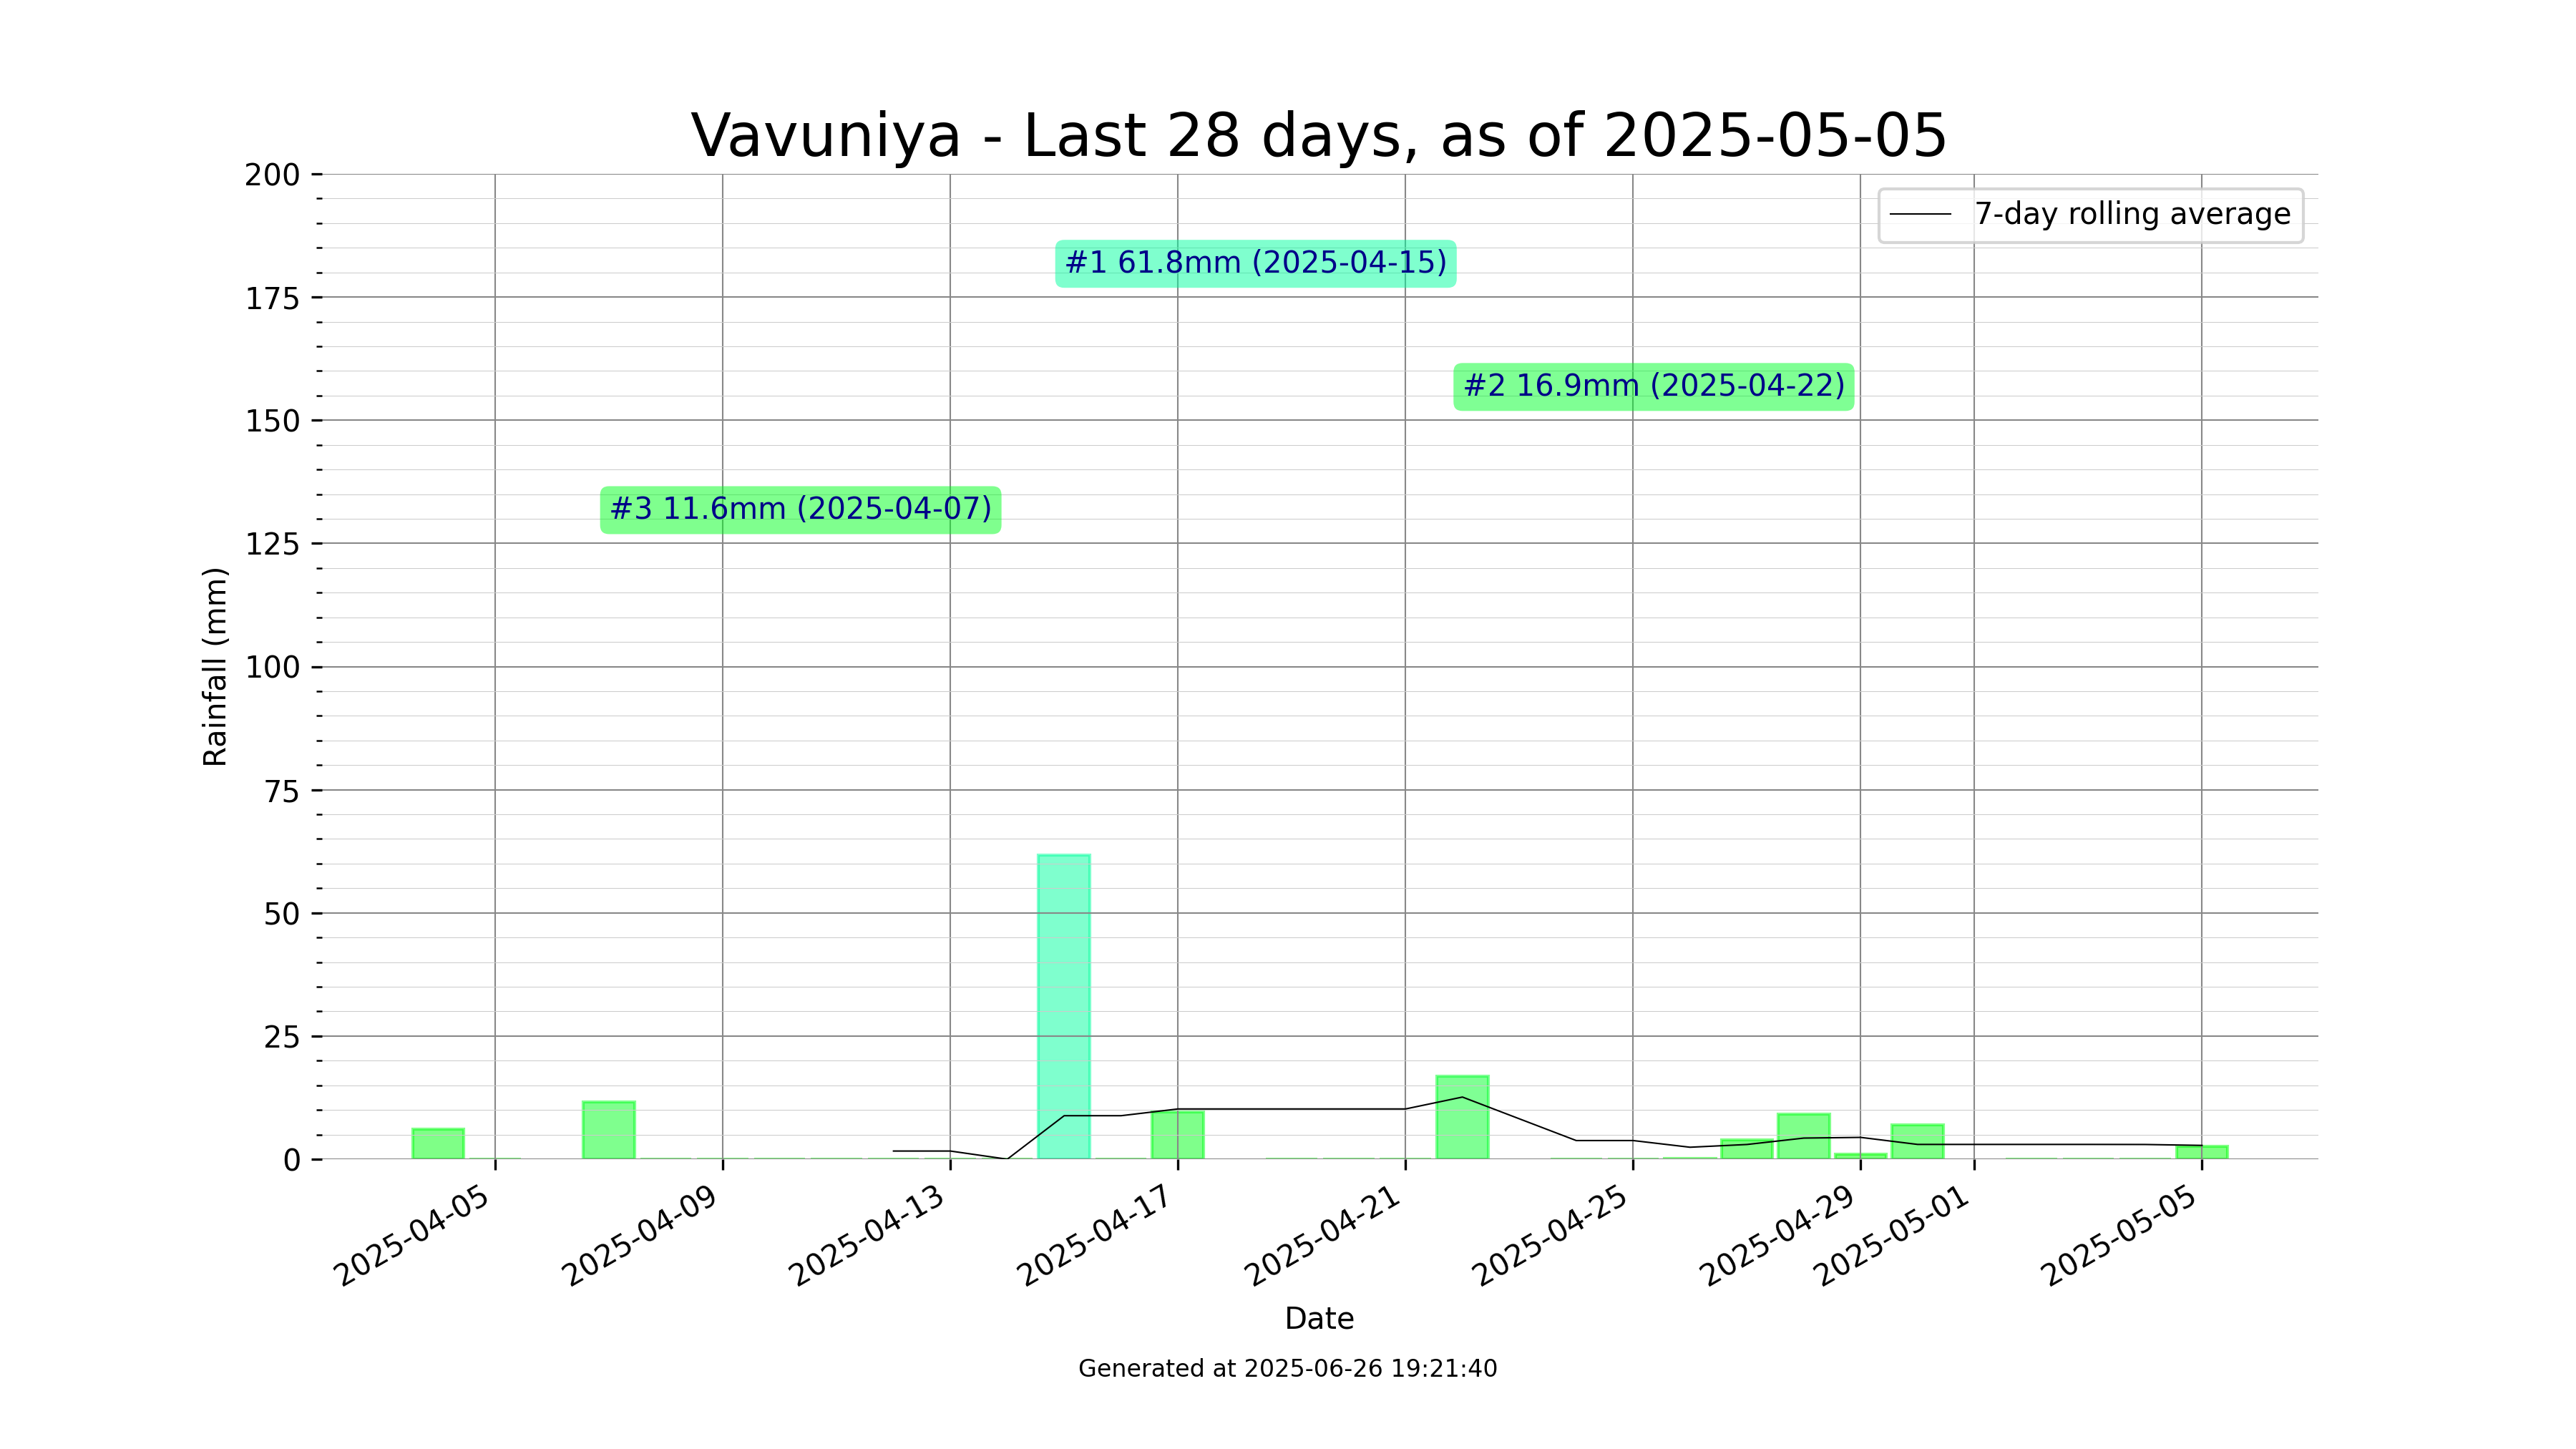 Vavuniya - Last 28 days, as of 2025-05-05
7-day rolling average
#1 61.8mm (2025-04-15)
#2 16.9mm (2025-04-22)
#3 11.6mm (2025-04-07)
Rainfall (mm)
200
175
150
125
100
75
50
25
0
2025-04-05
2025-04-09
2025-04-13
2025-04-17
2025-04-21
2025-04-25
2025-04-29
2025-05-01
2025-05-05
Date
Generated at 2025-06-26 19:21:40